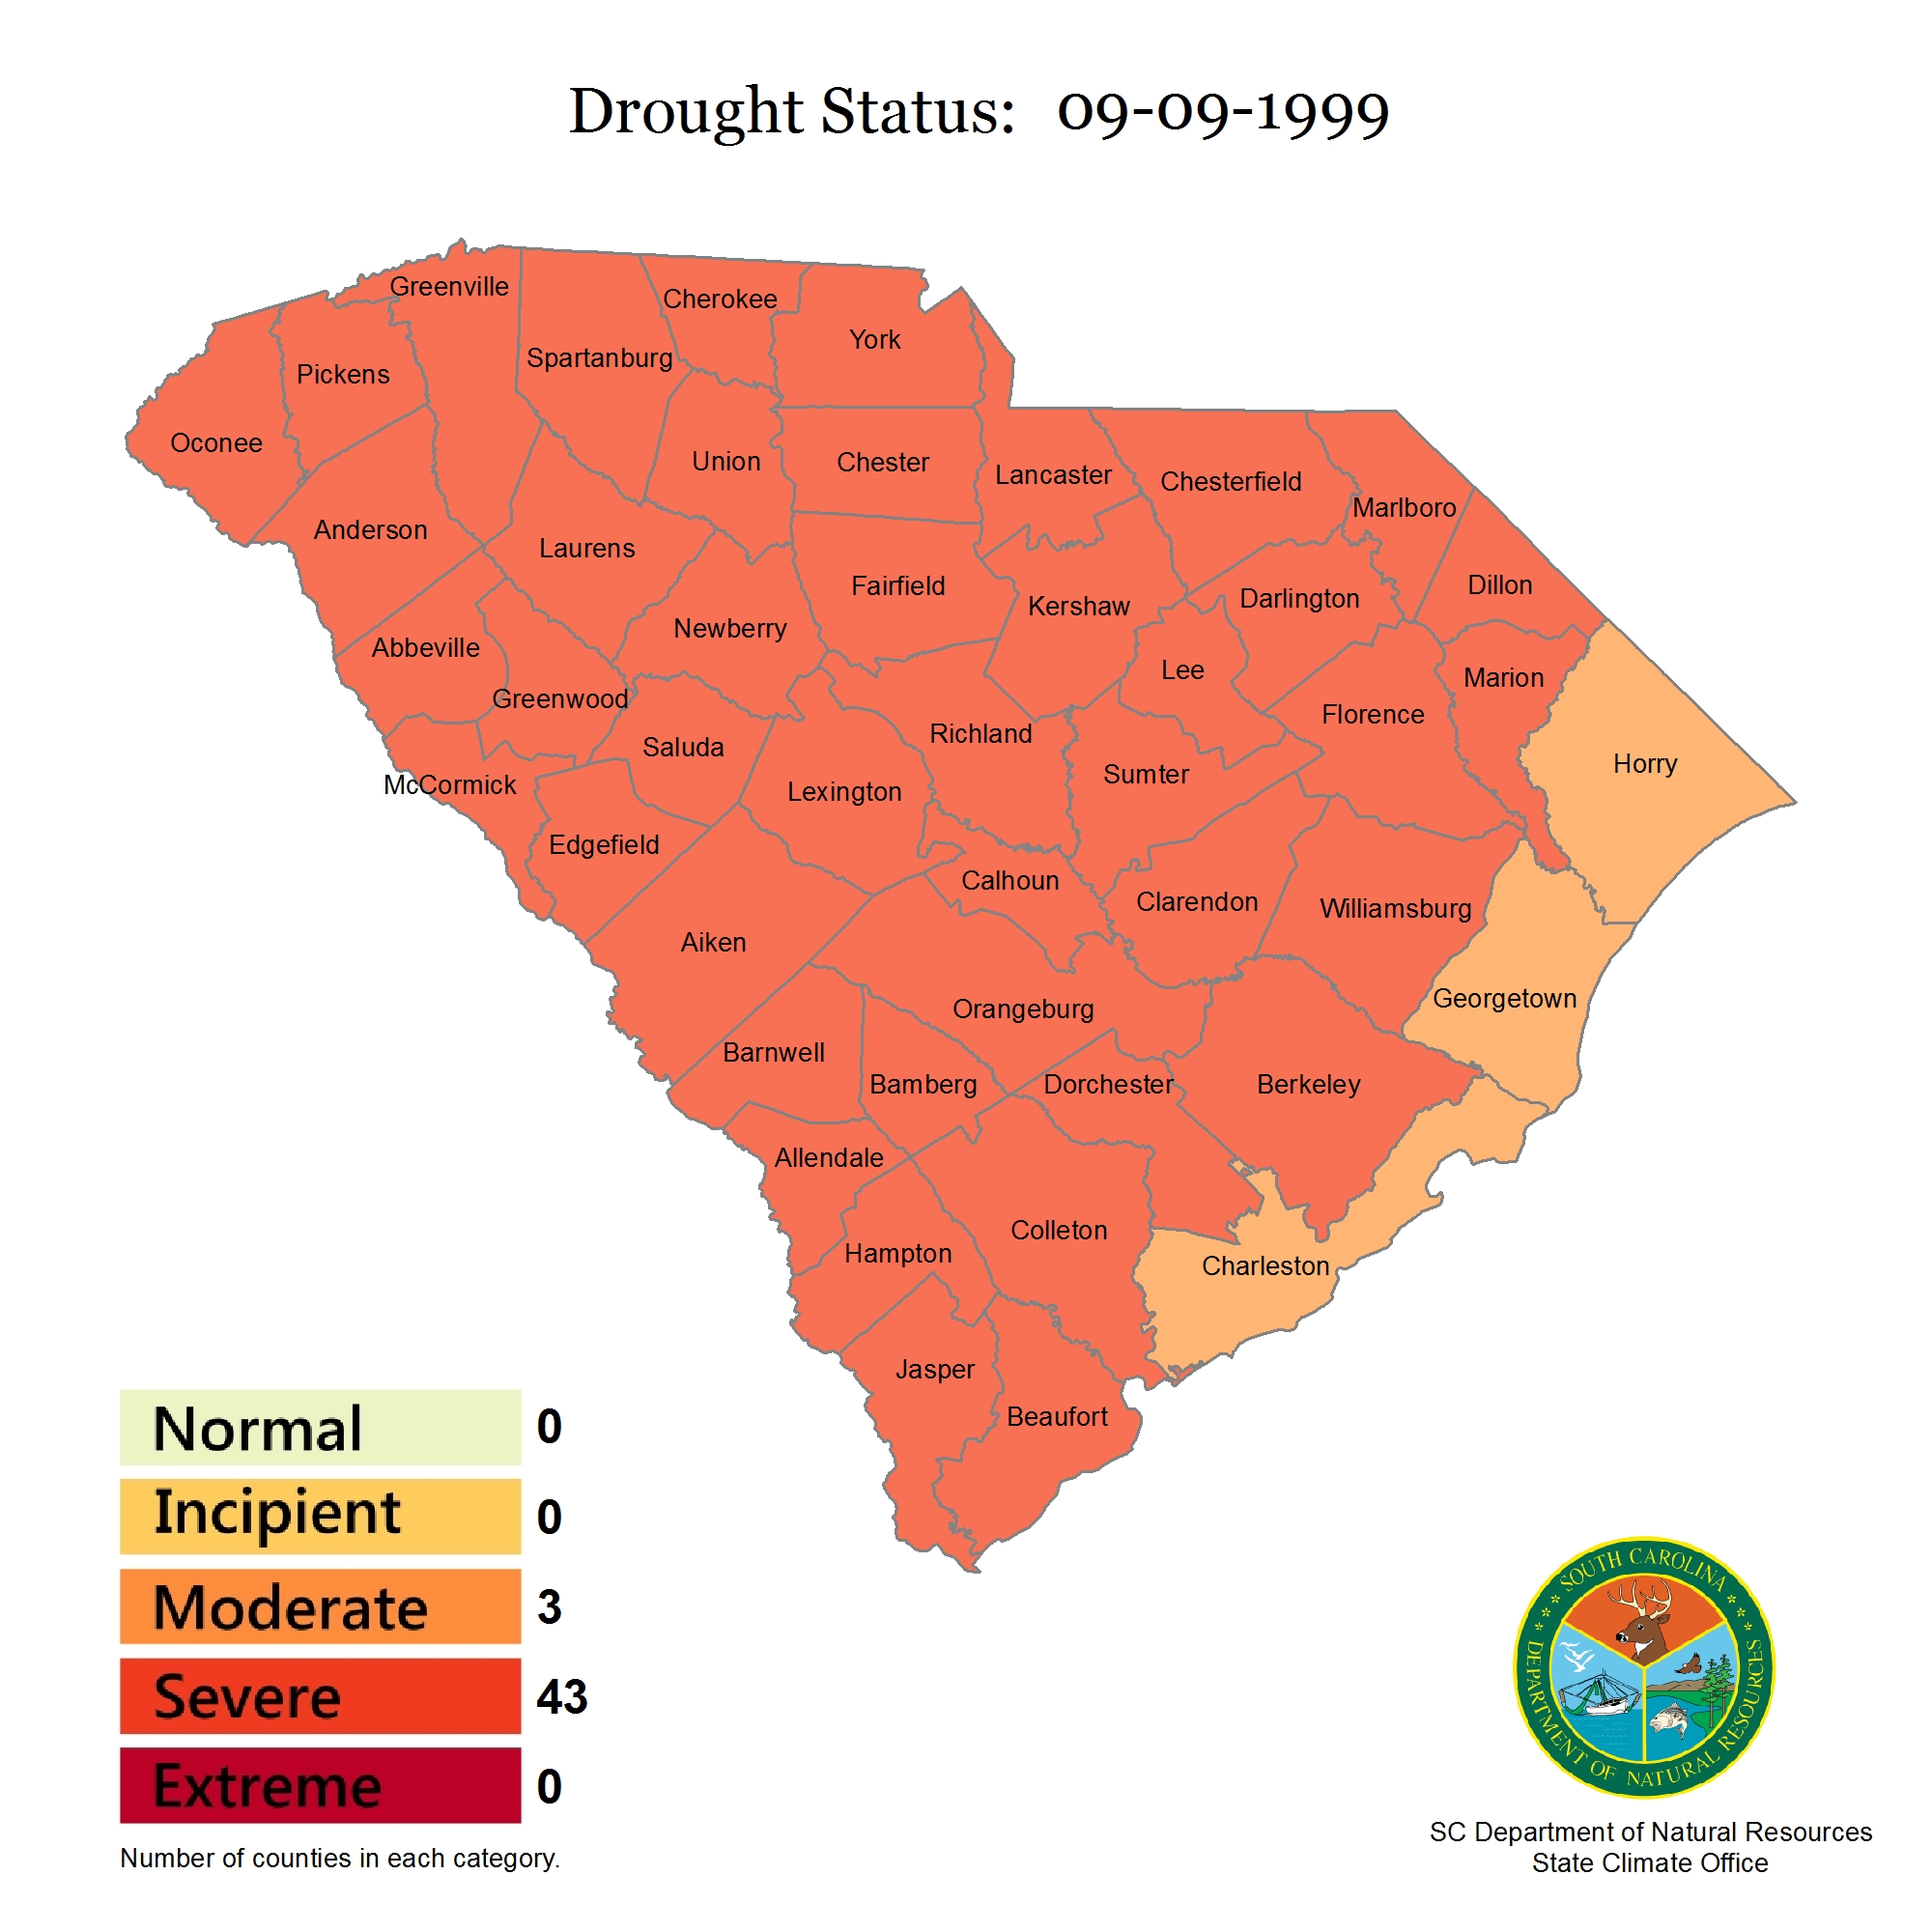 Drought Status: 09-09-1999
Greenville
Cherokee
York
Spartanburg
Pickens
Oconee
Union
Chester
Lancaster
Chesterfield
Marlboro
Anderson
Laurens
Fairfield
Kershaw
Darlington
Dillon
Newberry
Abbeville
Greenwood
Lee
Marion
Florence
Richland
Saluda
Horry
Sumter
McCormick
Lexington
Edgefield
Calhoun
Clarendon
Williamsburg
Aiken
Georgetown
Orangeburg
Barnwell
Bamberg
Dorchester
Berkeley
Allendale
Colleton
Hampton
Charleston
Jasper
Beaufort
Normal 0
Incipient 0
Moderate 3
Severe 43
Extreme 0
Number of counties in each category.
SOUTH CAROLINA
DEPARTMENT OF NATURAL RESOURCES
SC Department of Natural Resources
State Climate Office